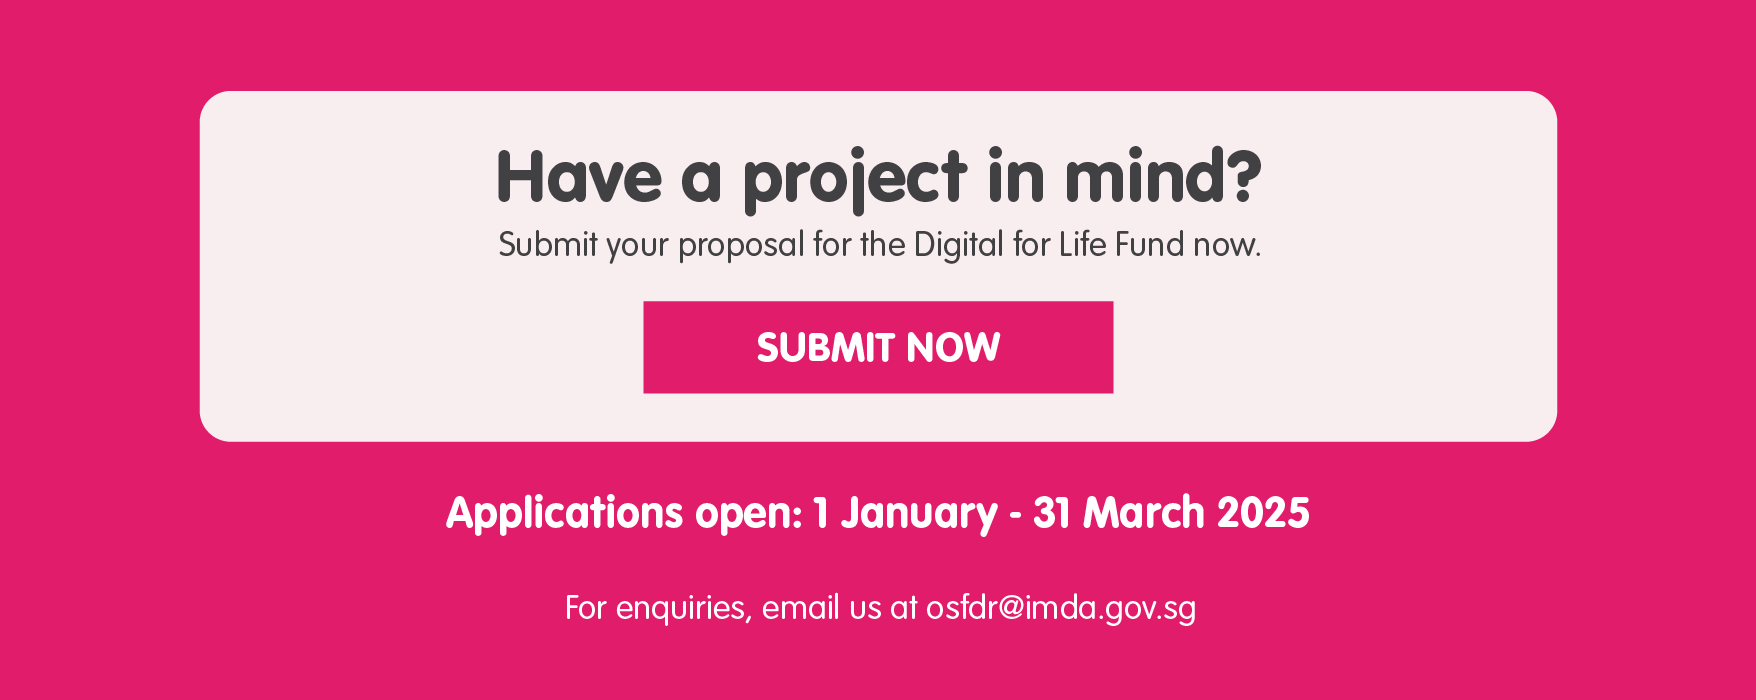 Have a project in mind?
Submit your proposal for the Digital for Life Fund now.
SUBMIT NOW
Applications open: 1 January - 31 March 2025
For enquiries, email us at osfdr@imda.gov.sg